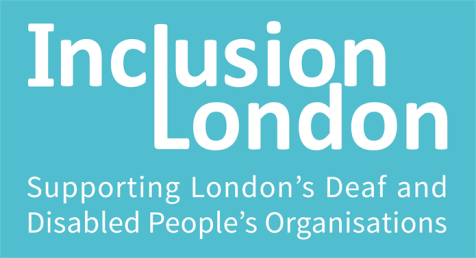 Inclusion
London
Supporting London's Deaf and
Disabled People's Organisations